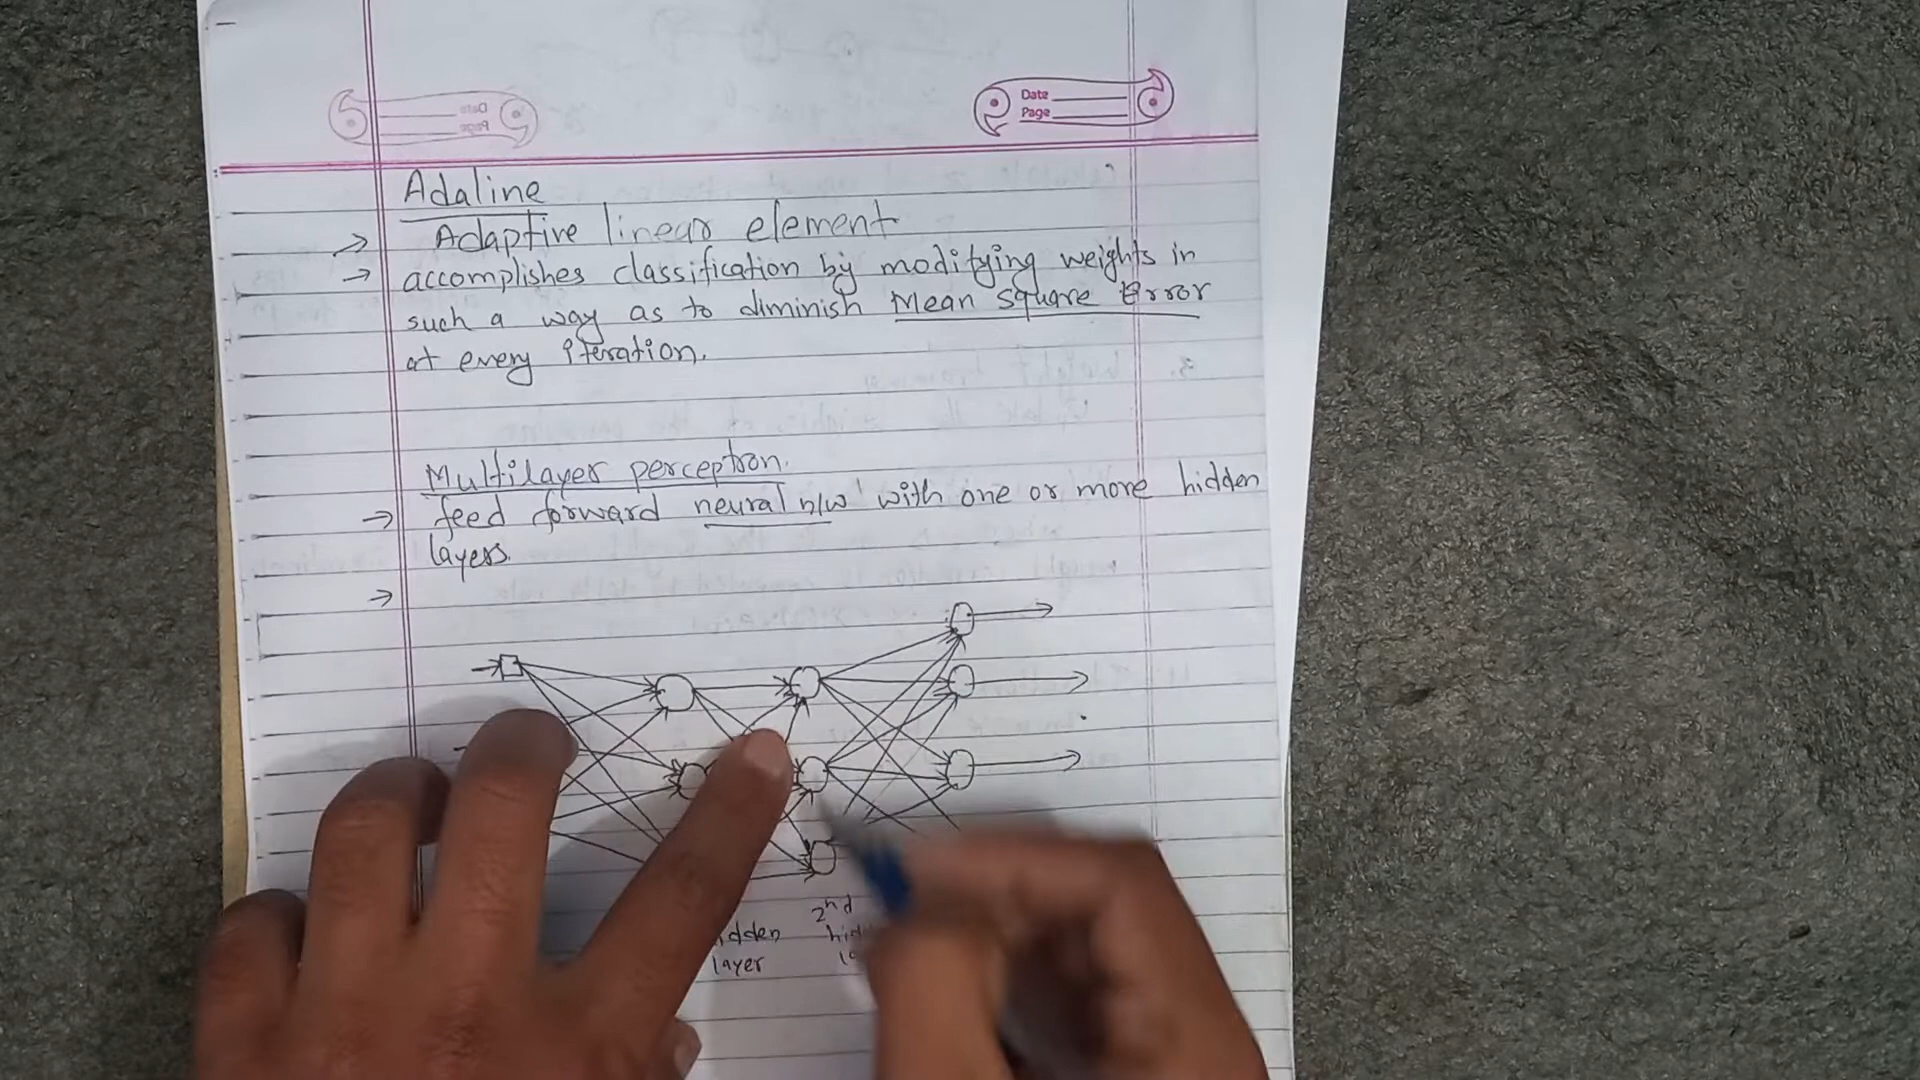 Date
Page
Adaline
Adaptive linear element
→ accomplishes classification by modifying weights in
such a way as to diminish Mean square Error
at every iteration.
Multilayer perceptron.
→ feed forward neural n/w with one or more hidden
layers.
→
2nd
layer